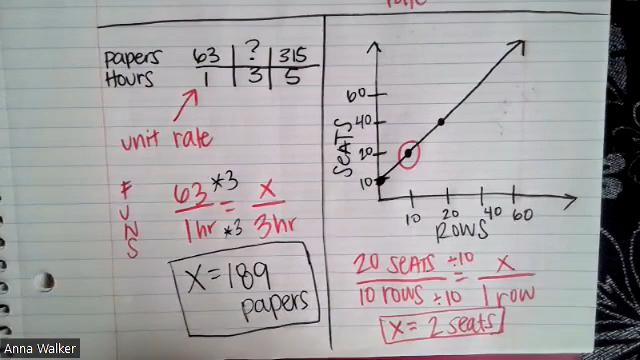 rate
papers 63 ? 315
Hours 1 3 5
unit rate
F
U
N
S
63 *3 = x
1hr *3 3hr
x=189
papers
SEATS
60
40
20
10
10 20 40 60
ROWS
20 seats ÷10 = x
10 rows ÷10 1 row
x= 2 seats
Anna Walker